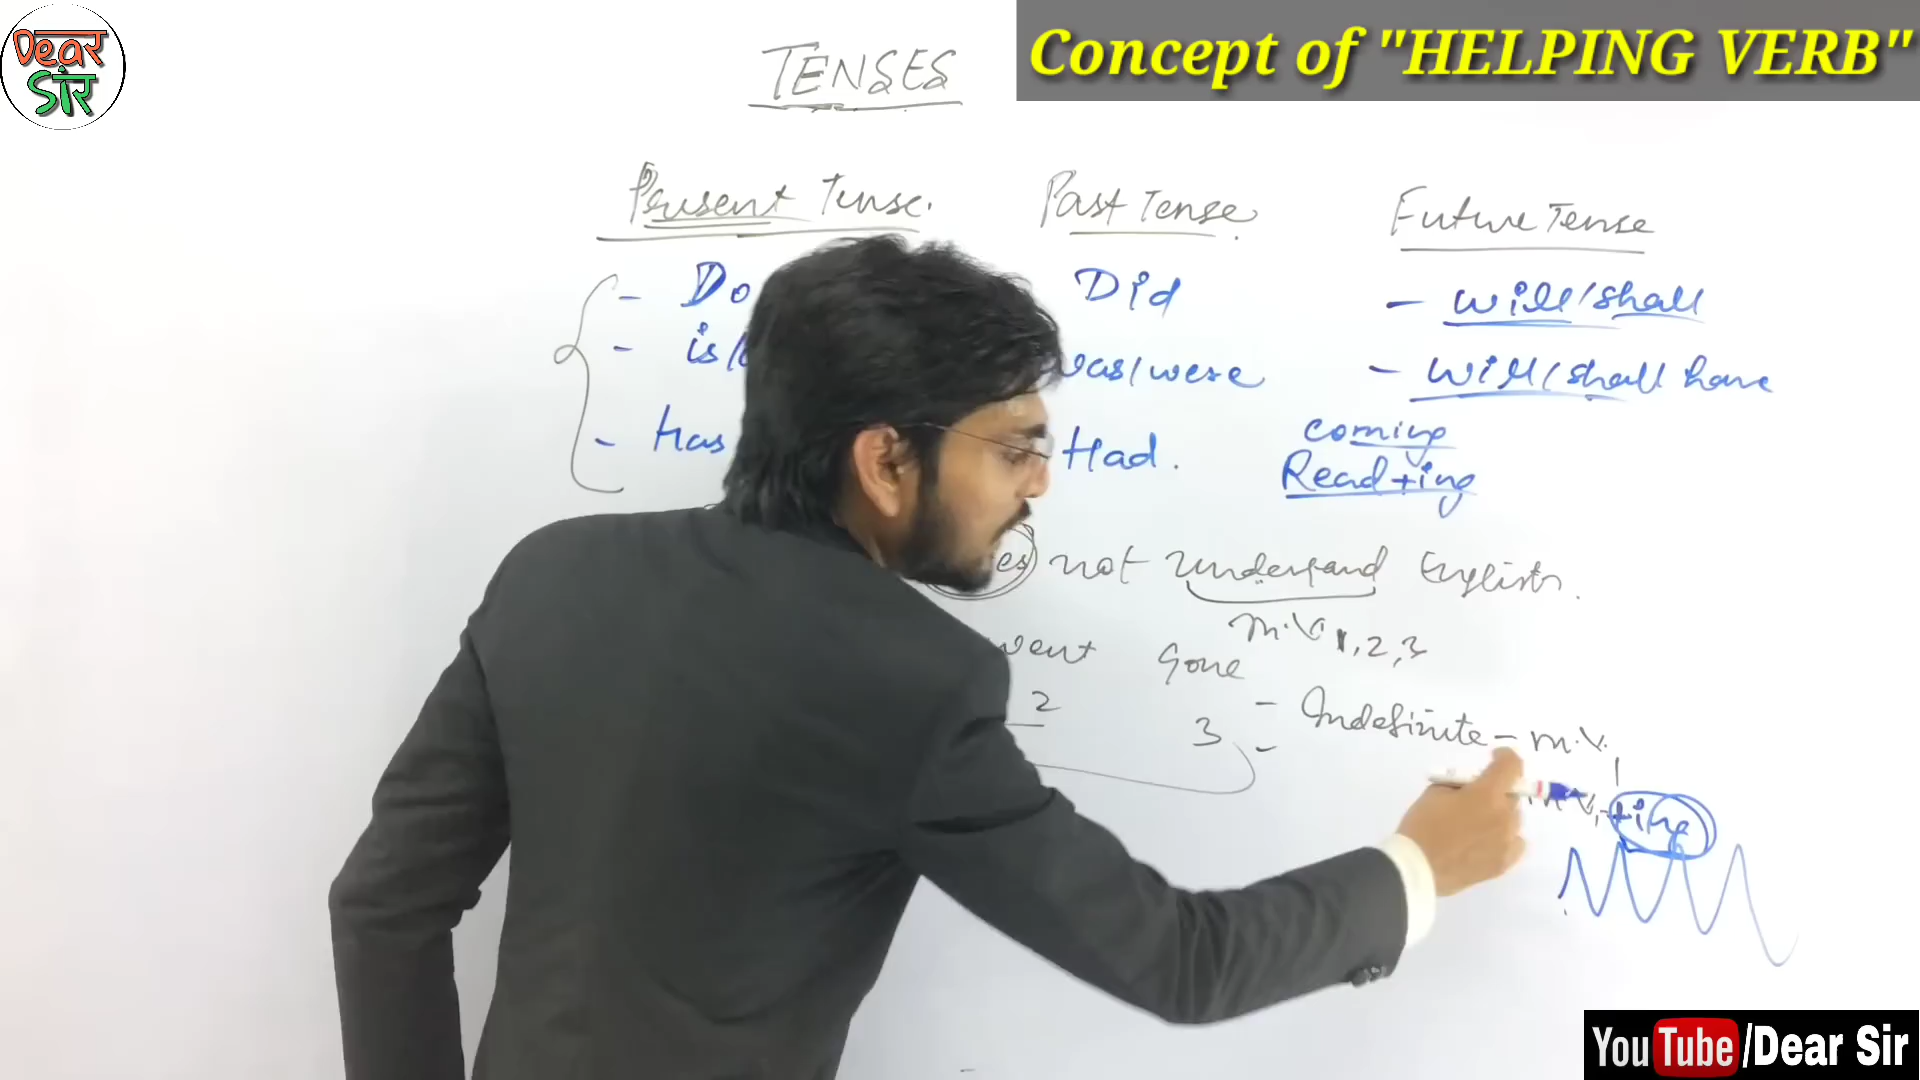 Dear
सर
Concept of "HELPING VERB"
TENSES
Present Tense. Past Tense Future Tense
- Do Did - will/shall
- is/ was/were - will/shall have
- Has Had. coming
Read+ing
es not understand English.
m.V. 1, 2, 3
went gone
2 3
- Indefinite - m.V.
-
+ing
YouTube/Dear Sir